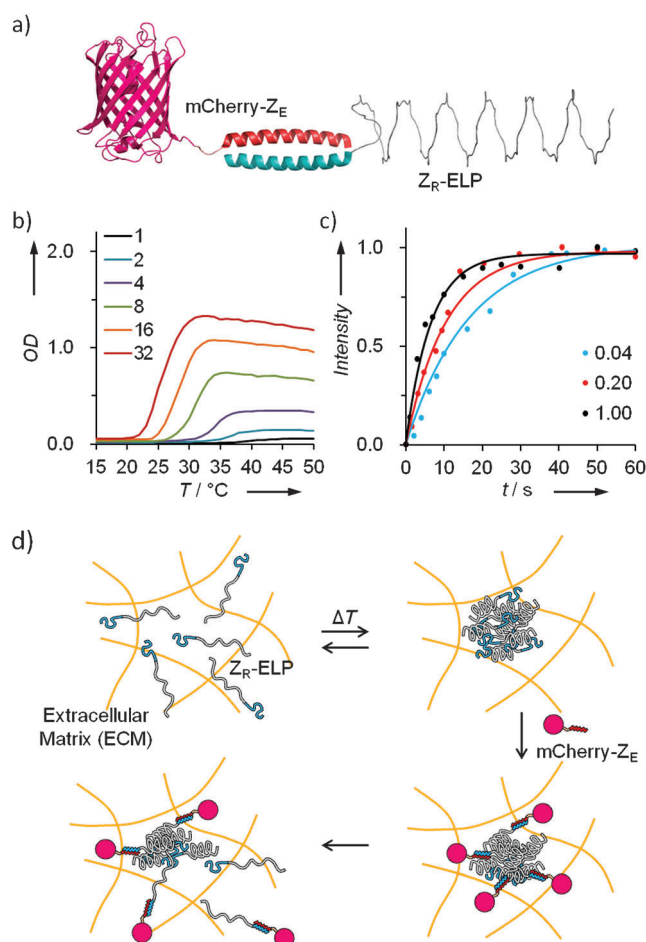 a)
mCherry-ZE
ZR-ELP
b)
2.0
1
2
4
8
16
32
OD
1.0
0.0
15 20 25 30 35 40 45 50
T / °C
c)
Intensity
1.0
0.5
0.0
0.04
0.20
1.00
0 10 20 30 40 50 60
t / s
d)
ΔT
ZR-ELP
Extracellular
Matrix (ECM)
mCherry-ZE